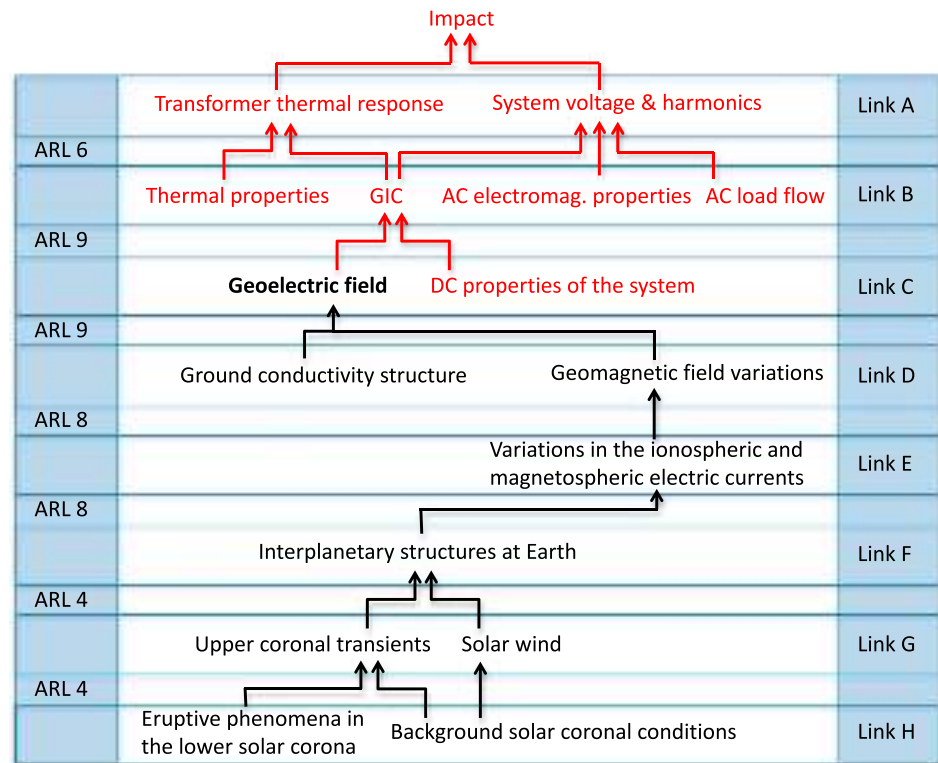 Impact
Transformer thermal response
System voltage & harmonics
Link A
ARL 6
Thermal properties
GIC
AC electromag. properties
AC load flow
Link B
ARL 9
Geoelectric field
DC properties of the system
Link C
ARL 9
Ground conductivity structure
Geomagnetic field variations
Link D
ARL 8
Variations in the ionospheric and
magnetospheric electric currents
Link E
ARL 8
Interplanetary structures at Earth
Link F
ARL 4
Upper coronal transients
Solar wind
Link G
ARL 4
Eruptive phenomena in
the lower solar corona
Background solar coronal conditions
Link H